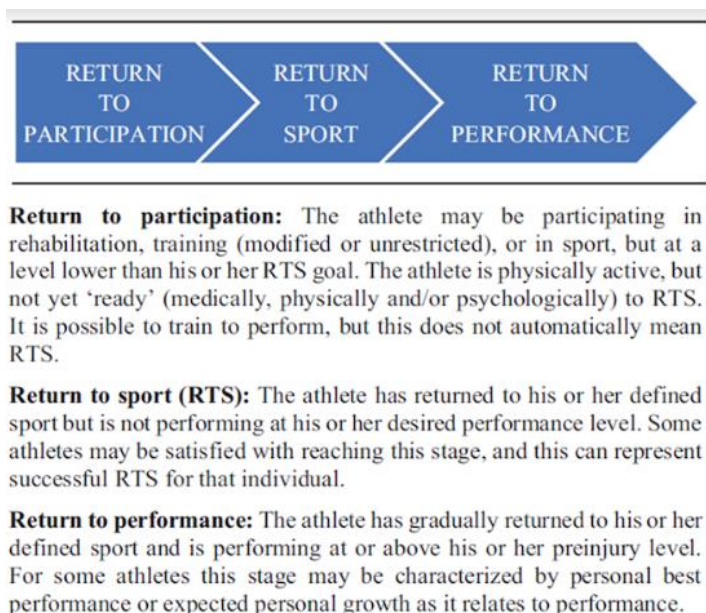 RETURN
TO
PARTICIPATION
RETURN
TO
SPORT
RETURN
TO
PERFORMANCE
Return to participation: The athlete may be participating in
rehabilitation, training (modified or unrestricted), or in sport, but at a
level lower than his or her RTS goal. The athlete is physically active, but
not yet ‘ready’ (medically, physically and/or psychologically) to RTS.
It is possible to train to perform, but this does not automatically mean
RTS.
Return to sport (RTS): The athlete has returned to his or her defined
sport but is not performing at his or her desired performance level. Some
athletes may be satisfied with reaching this stage, and this can represent
successful RTS for that individual.
Return to performance: The athlete has gradually returned to his or her
defined sport and is performing at or above his or her preinjury level.
For some athletes this stage may be characterized by personal best
performance or expected personal growth as it relates to performance.